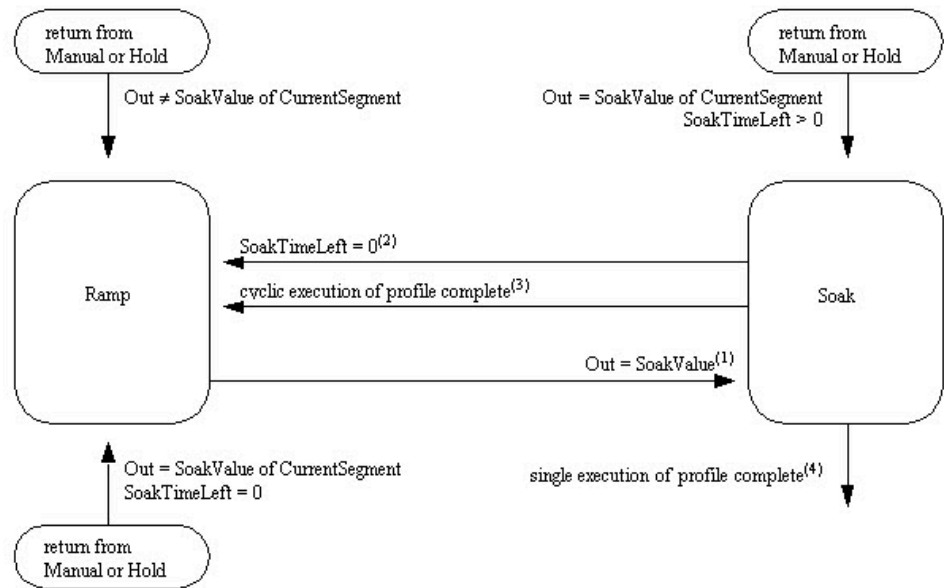 return from
Manual or Hold
return from
Manual or Hold
Out ≠ SoakValue of CurrentSegment
Out = SoakValue of CurrentSegment
SoakTimeLeft > 0
SoakTimeLeft = 0(2)
cyclic execution of profile complete(3)
Ramp
Soak
Out = SoakValue(1)
Out = SoakValue of CurrentSegment
SoakTimeLeft = 0
single execution of profile complete(4)
return from
Manual or Hold